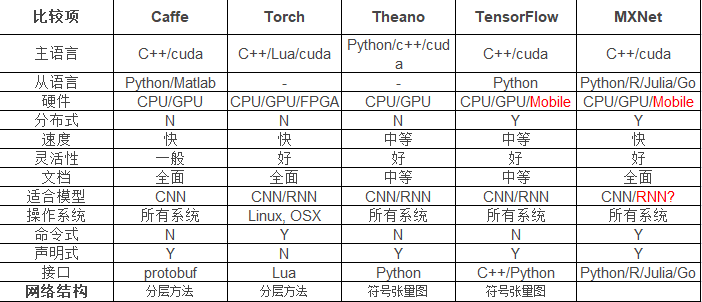 比较项 Caffe Torch Theano TensorFlow MXNet
主语言 C++/cuda C++/Lua/cuda Python/c++/cuda C++/cuda C++/cuda
从语言 Python/Matlab - - Python Python/R/Julia/Go
硬件 CPU/GPU CPU/GPU/FPGA CPU/GPU CPU/GPU/Mobile CPU/GPU/Mobile
分布式 N N N Y Y
速度 快 快 中等 中等 快
灵活性 一般 好 好 好 好
文档 全面 全面 中等 中等 全面
适合模型 CNN CNN/RNN CNN/RNN CNN/RNN CNN/RNN?
操作系统 所有系统 Linux, OSX 所有系统 所有系统 所有系统
命令式 N Y N N Y
声明式 Y N Y Y Y
接口 protobuf Lua Python C++/Python Python/R/Julia/Go
网络结构 分层方法 分层方法 符号张量图 符号张量图